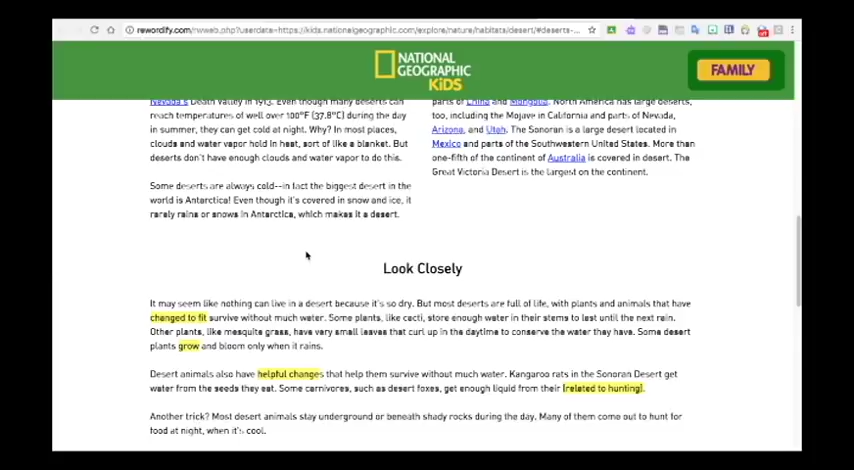 rewordify.com/rwweb.php?userdata=https://kids.nationalgeographic.com/explore/nature/habitats/desert/#deserts-...
NATIONAL
GEOGRAPHIC
KiDS
FAMILY
Nevada's Death Valley in 1913. Even though many deserts can
reach temperatures of well over 100°F (37.8°C) during the day
in summer, they can get cold at night. Why? In most places,
clouds and water vapor hold in heat, sort of like a blanket. But
deserts don't have enough clouds and water vapor to do this.
Some deserts are always cold--in fact the biggest desert in the
world is Antarctica! Even though it's covered in snow and ice, it
rarely rains or snows in Antarctica, which makes it a desert.
parts of China and Mongolia. North America has large deserts,
too, including the Mojave in California and parts of Nevada,
Arizona, and Utah. The Sonoran is a large desert located in
Mexico and parts of the Southwestern United States. More than
one-fifth of the continent of Australia is covered in desert. The
Great Victoria Desert is the largest on the continent.
Look Closely
It may seem like nothing can live in a desert because it's so dry. But most deserts are full of life, with plants and animals that have
changed to fit survive without much water. Some plants, like cacti, store enough water in their stems to last until the next rain.
Other plants, like mesquite grass, have very small leaves that curl up in the daytime to conserve the water they have. Some desert
plants grow and bloom only when it rains.
Desert animals also have helpful changes that help them survive without much water. Kangaroo rats in the Sonoran Desert get
water from the seeds they eat. Some carnivores, such as desert foxes, get enough liquid from their [related to hunting].
Another trick? Most desert animals stay underground or beneath shady rocks during the day. Many of them come out to hunt for
food at night, when it's cool.